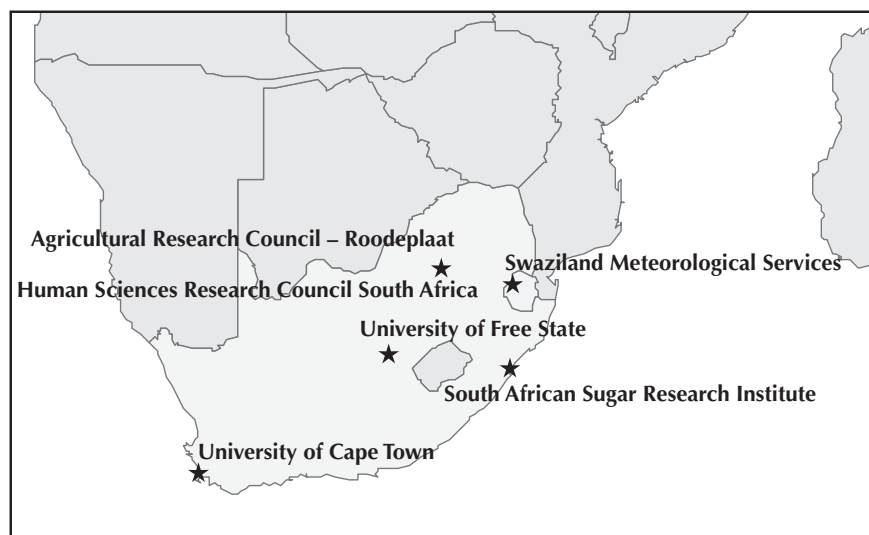 Agricultural Research Council – Roodeplaat
Swaziland Meteorological Services
Human Sciences Research Council South Africa
University of Free State
South African Sugar Research Institute
University of Cape Town